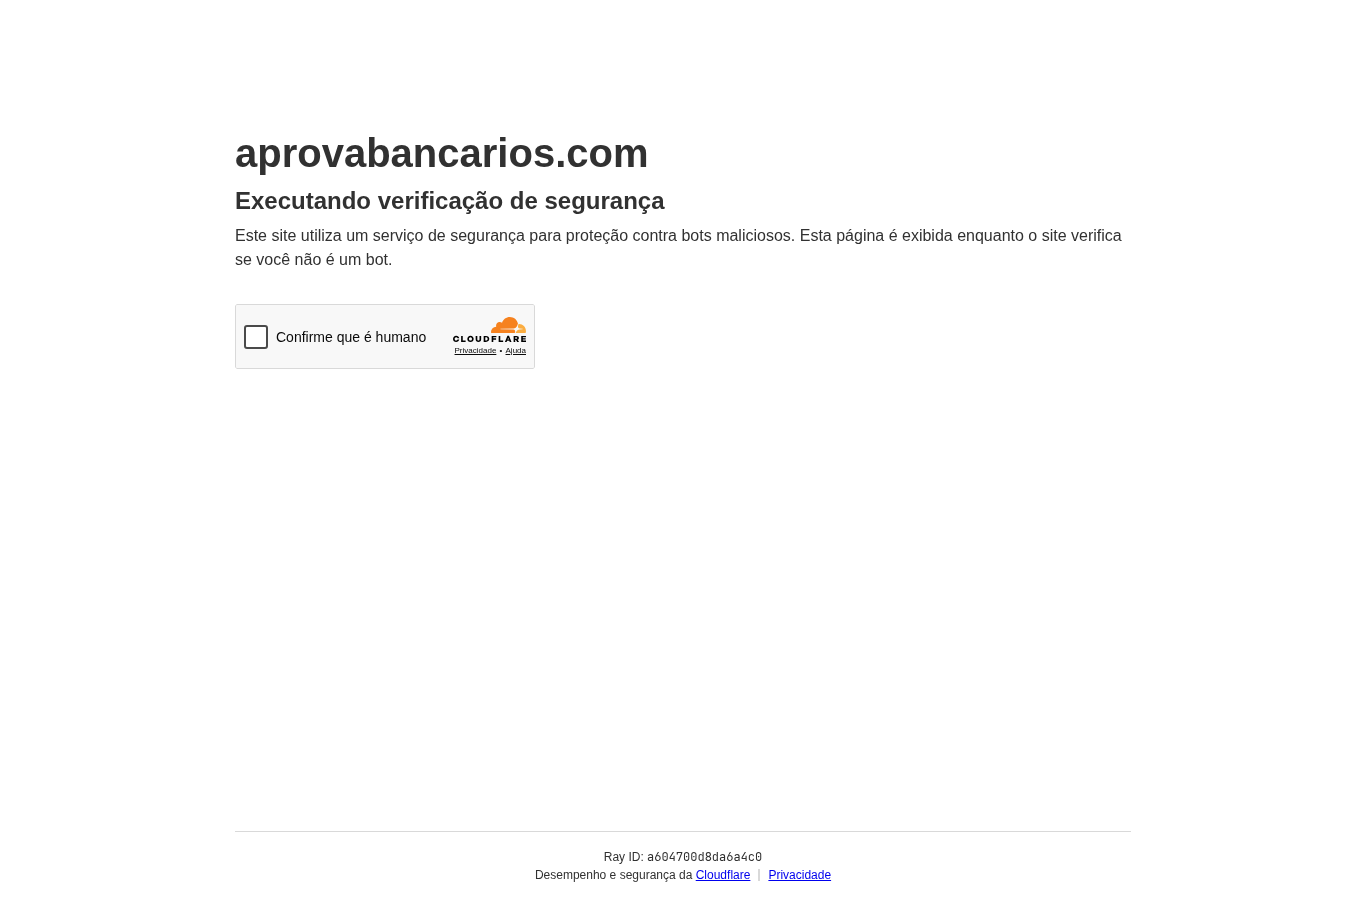 aprovabancarios.com
Executando verificação de segurança
Este site utiliza um serviço de segurança para proteção contra bots maliciosos. Esta página é exibida enquanto o site verifica
se você não é um bot.
Confirme que é humano
CLOUDFLARE
Privacidade • Ajuda
Ray ID: a604700d8da6a4c0
Desempenho e segurança da Cloudflare | Privacidade